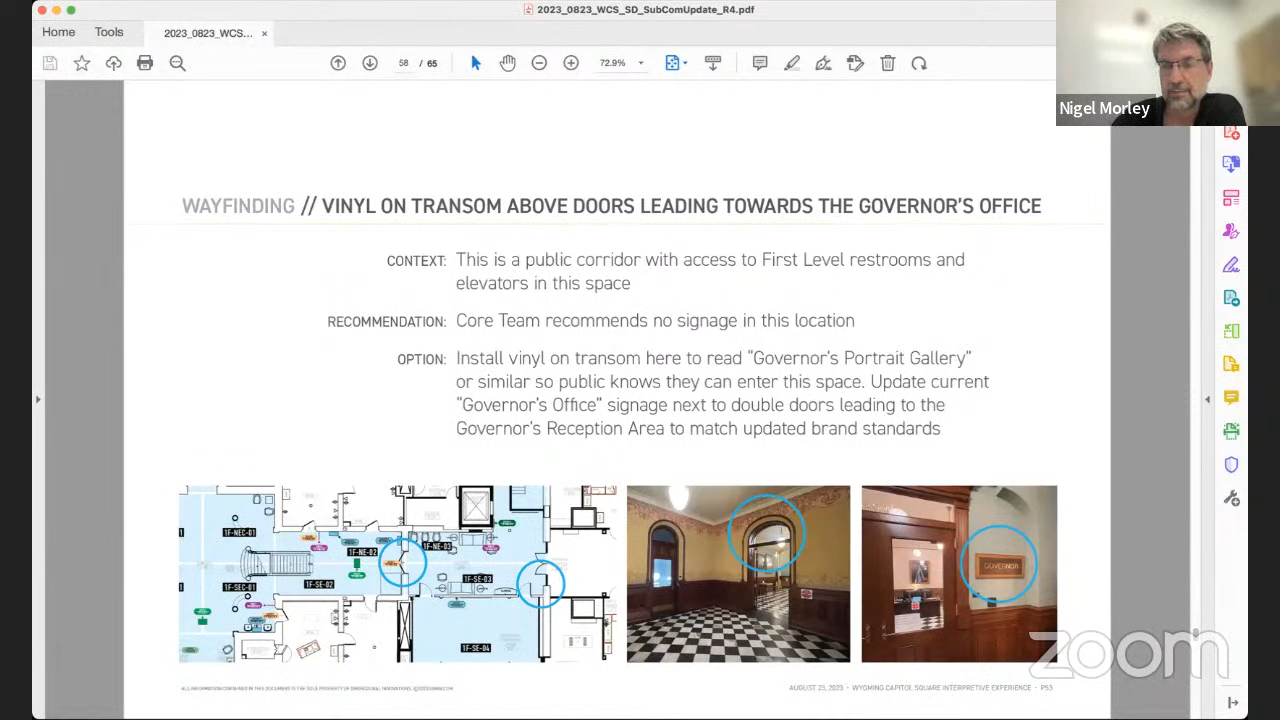 2023_0823_WCS_SD_SubComUpdate_R4.pdf
Home
Tools
2023_0823_WCS...
58 / 65
72.9%
Nigel Morley
WAYFINDING // VINYL ON TRANSOM ABOVE DOORS LEADING TOWARDS THE GOVERNOR'S OFFICE
CONTEXT: This is a public corridor with access to First Level restrooms and
elevators in this space
RECOMMENDATION: Core Team recommends no signage in this location
OPTION: Install vinyl on transom here to read "Governor's Portrait Gallery"
or similar so public knows they can enter this space. Update current
"Governor's Office" signage next to double doors leading to the
Governor's Reception Area to match updated brand standards
1F-NEC-01
1F-NE-02
1F-NE-03
1F-SEC-01
1F-SE-02
1F-SE-03
1F-SE-04
GOVERNOR
zoom
AUGUST 23, 2023 • WYOMING CAPITOL SQUARE INTERPRETIVE EXPERIENCE • P53